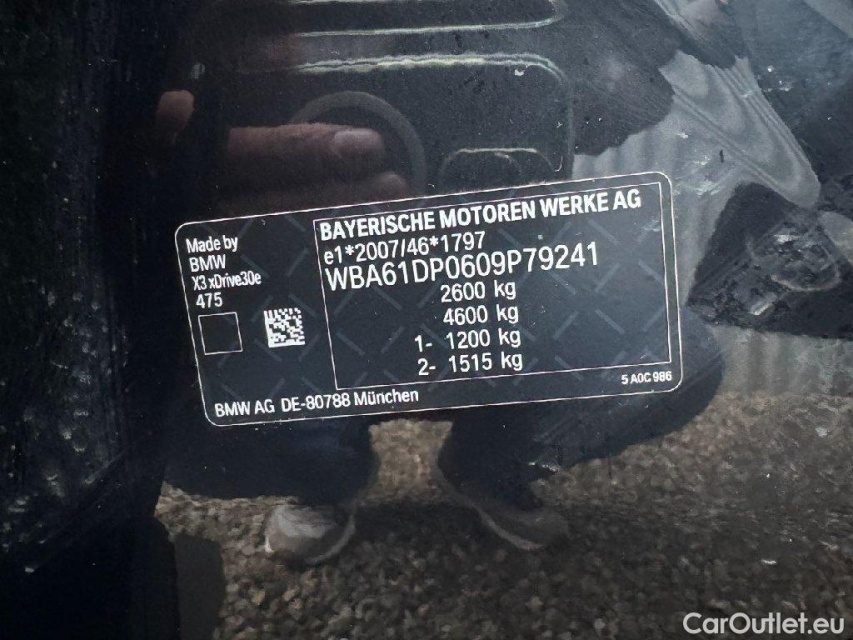 Made by
BMW
X3 xDrive30e
475
BAYERISCHE MOTOREN WERKE AG
e1*2007/46*1797
WBA61DP0609P79241
2600 kg
4600 kg
1- 1200 kg
2- 1515 kg
5 A0C 986
BMW AG DE-80788 München
CarOutlet.eu